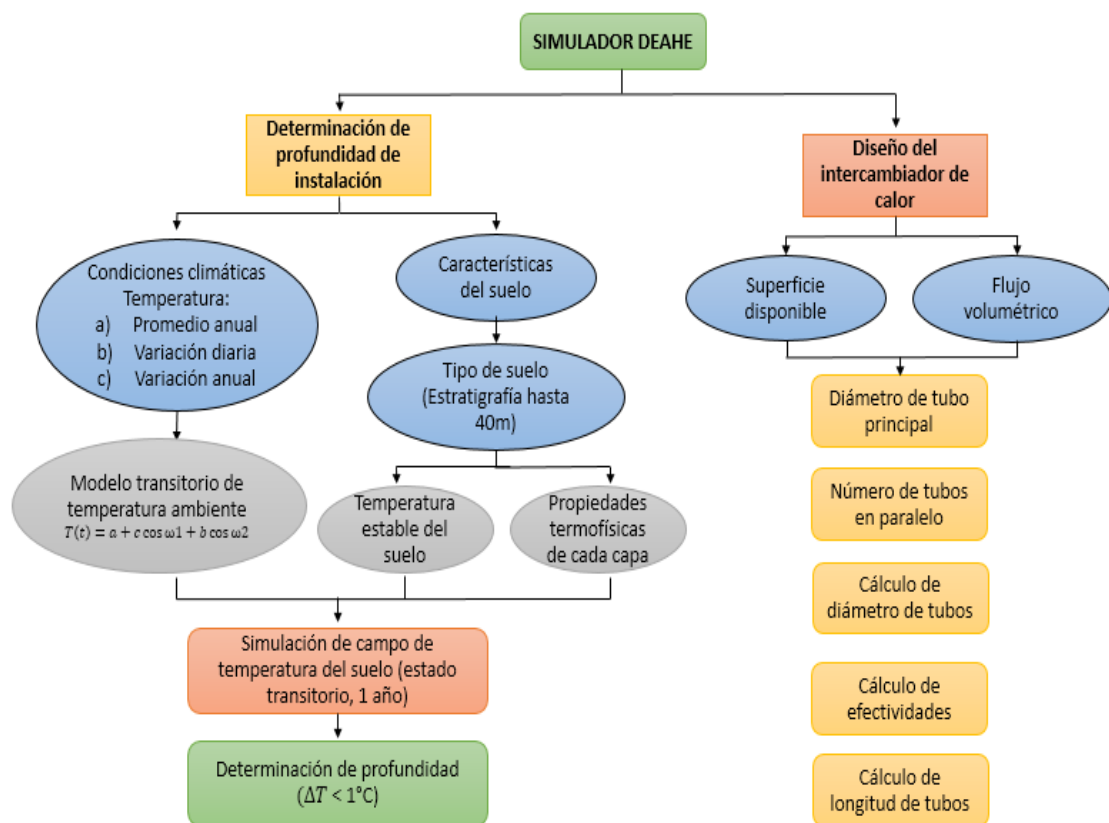 SIMULADOR DEAHE
Determinación de
profundidad de
instalación
Diseño del
intercambiador de
calor
Condiciones climáticas
Temperatura:
a) Promedio anual
b) Variación diaria
c) Variación anual
Características
del suelo
Superficie
disponible
Flujo
volumétrico
Tipo de suelo
(Estratigrafía hasta
40m)
Diámetro de tubo
principal
Modelo transitorio de
temperatura ambiente
T(t) = a + c cos ω1 + b cos ω2
Temperatura
estable del
suelo
Propiedades
termofísicas
de cada capa
Número de tubos
en paralelo
Cálculo de
diámetro de tubos
Simulación de campo de
temperatura del suelo (estado
transitorio, 1 año)
Cálculo de
efectividades
Determinación de profundidad
(ΔT < 1°C)
Cálculo de
longitud de tubos